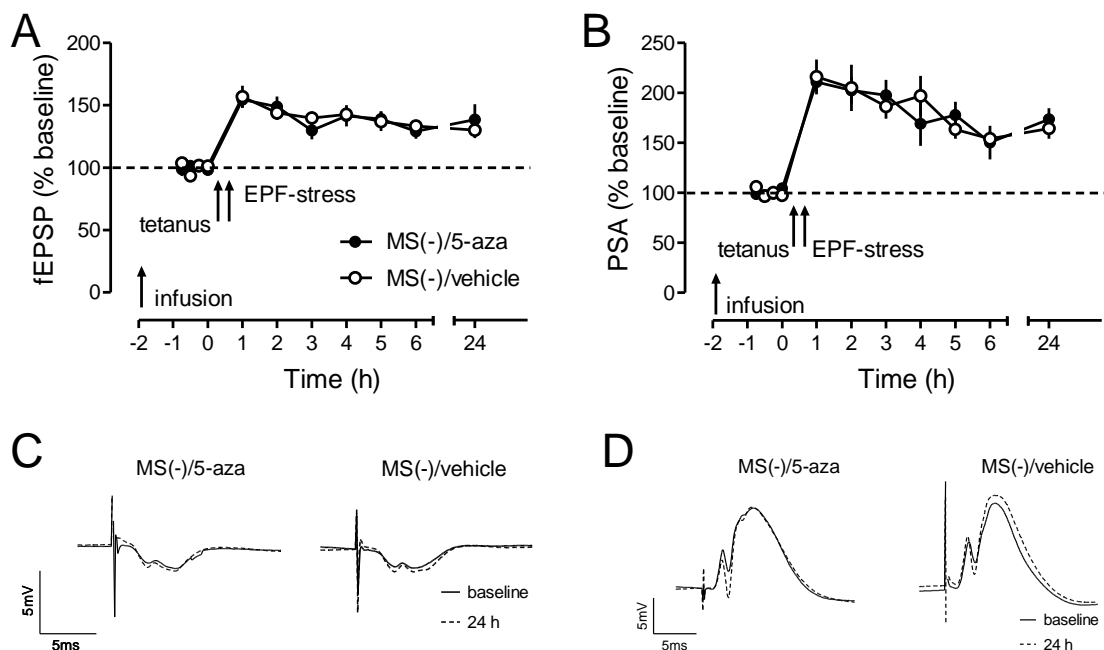 A
200
150
100
50
0
fEPSP (% baseline)
tetanus
EPF-stress
MS(-)/5-aza
MS(-)/vehicle
infusion
-2 -1 0 1 2 3 4 5 6 24
Time (h)
B
250
200
150
100
50
0
PSA (% baseline)
tetanus
EPF-stress
infusion
-2 -1 0 1 2 3 4 5 6 24
Time (h)
C
MS(-)/5-aza MS(-)/vehicle
5mV
5ms
baseline
24 h
D
MS(-)/5-aza MS(-)/vehicle
5mV
5ms
baseline
24 h